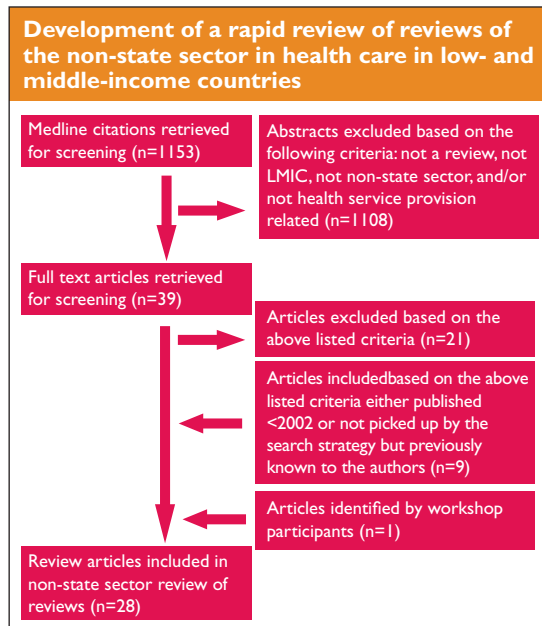 Development of a rapid review of reviews of
the non-state sector in health care in low- and
middle-income countries
Medline citations retrieved
for screening (n=1153)
Abstracts excluded based on the
following criteria: not a review, not
LMIC, not non-state sector, and/or
not health service provision
related (n=1108)
Full text articles retrieved
for screening (n=39)
Articles excluded based on the
above listed criteria (n=21)
Articles includedbased on the above
listed criteria either published
<2002 or not picked up by the
search strategy but previously
known to the authors (n=9)
Articles identified by workshop
participants (n=1)
Review articles included in
non-state sector review of
reviews (n=28)